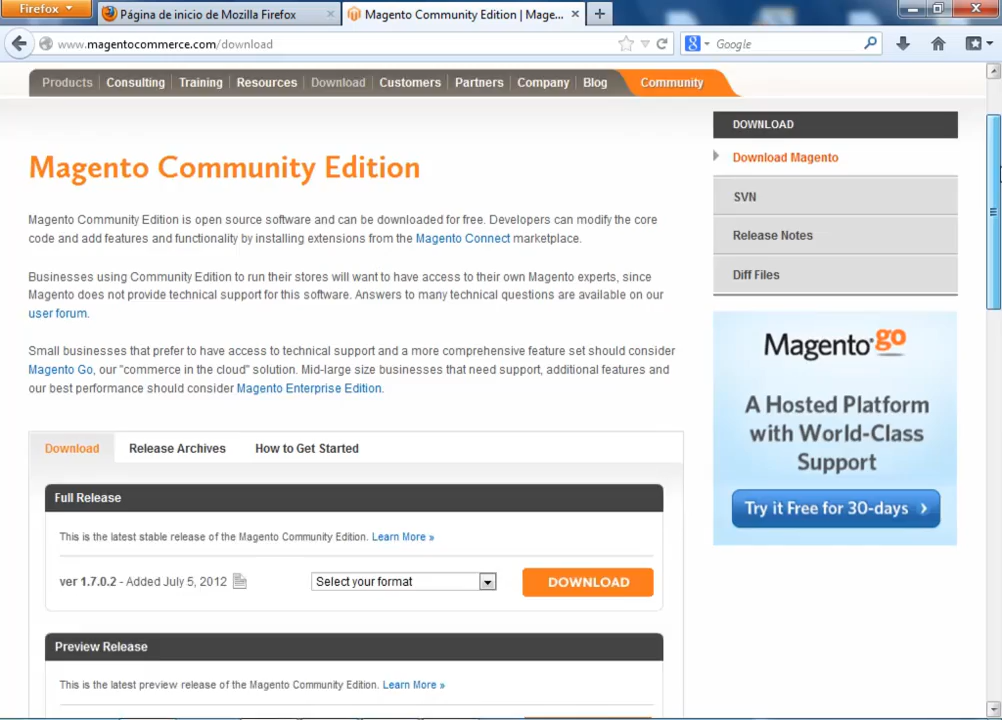 Firefox
Página de inicio de Mozilla Firefox
Magento Community Edition | Mage...
www.magentocommerce.com/download
Google
Products
Consulting
Training
Resources
Download
Customers
Partners
Company
Blog
Community
Magento Community Edition
Magento Community Edition is open source software and can be downloaded for free. Developers can modify the core
code and add features and functionality by installing extensions from the Magento Connect marketplace.
Businesses using Community Edition to run their stores will want to have access to their own Magento experts, since
Magento does not provide technical support for this software. Answers to many technical questions are available on our
user forum.
Small businesses that prefer to have access to technical support and a more comprehensive feature set should consider
Magento Go, our "commerce in the cloud" solution. Mid-large size businesses that need support, additional features and
our best performance should consider Magento Enterprise Edition.
Download
Release Archives
How to Get Started
Full Release
This is the latest stable release of the Magento Community Edition. Learn More »
ver 1.7.0.2 - Added July 5, 2012
Select your format
DOWNLOAD
Preview Release
This is the latest preview release of the Magento Community Edition. Learn More »
DOWNLOAD
Download Magento
SVN
Release Notes
Diff Files
Magento go
A Hosted Platform
with World-Class
Support
Try it Free for 30-days